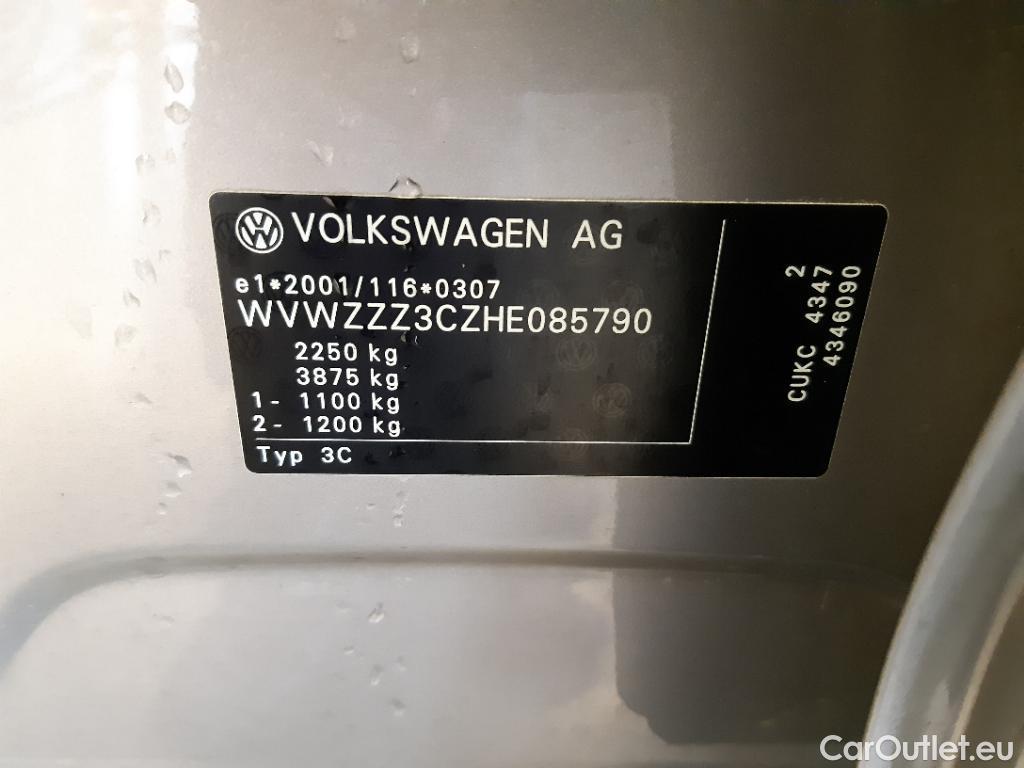 VOLKSWAGEN AG
e1*2001/116*0307
WVWZZZ3CZHE085790
2250 kg
3875 kg
1- 1100 kg
2- 1200 kg
Typ 3C
2
CUKC 4347
4346090
CarOutlet.eu